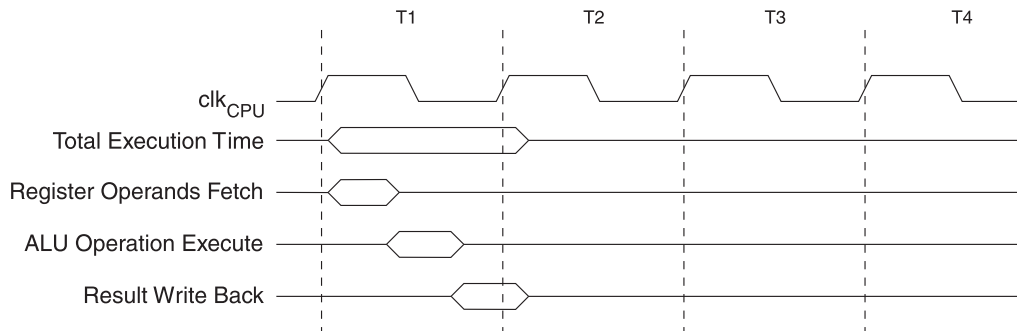 T1 T2 T3 T4
clkCPU
Total Execution Time
Register Operands Fetch
ALU Operation Execute
Result Write Back